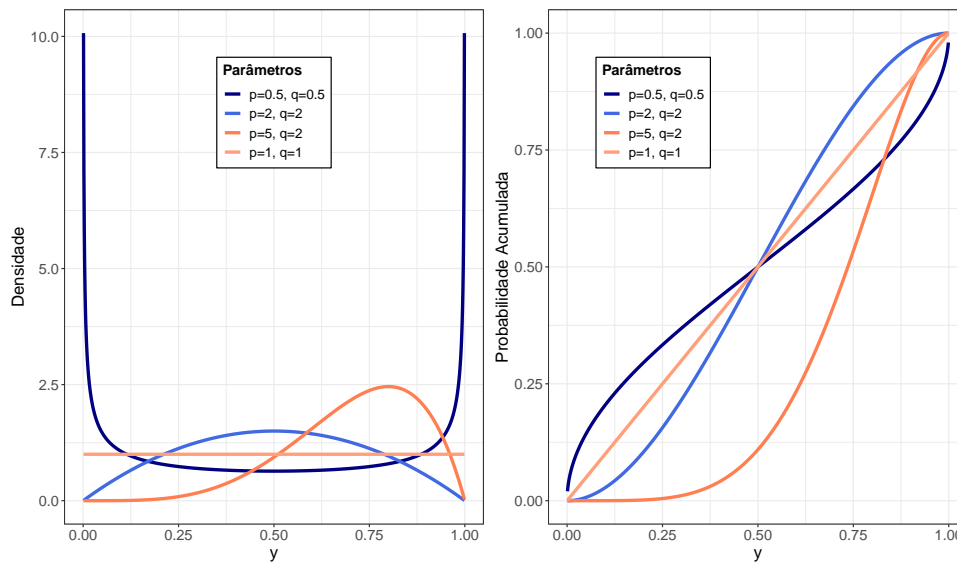 10.0
7.5
5.0
2.5
0.0
Densidade
Parâmetros
p=0.5, q=0.5
p=2, q=2
p=5, q=2
p=1, q=1
0.00 0.25 0.50 0.75 1.00
y
1.00
0.75
0.50
0.25
0.00
Probabilidade Acumulada
Parâmetros
p=0.5, q=0.5
p=2, q=2
p=5, q=2
p=1, q=1
0.00 0.25 0.50 0.75 1.00
y